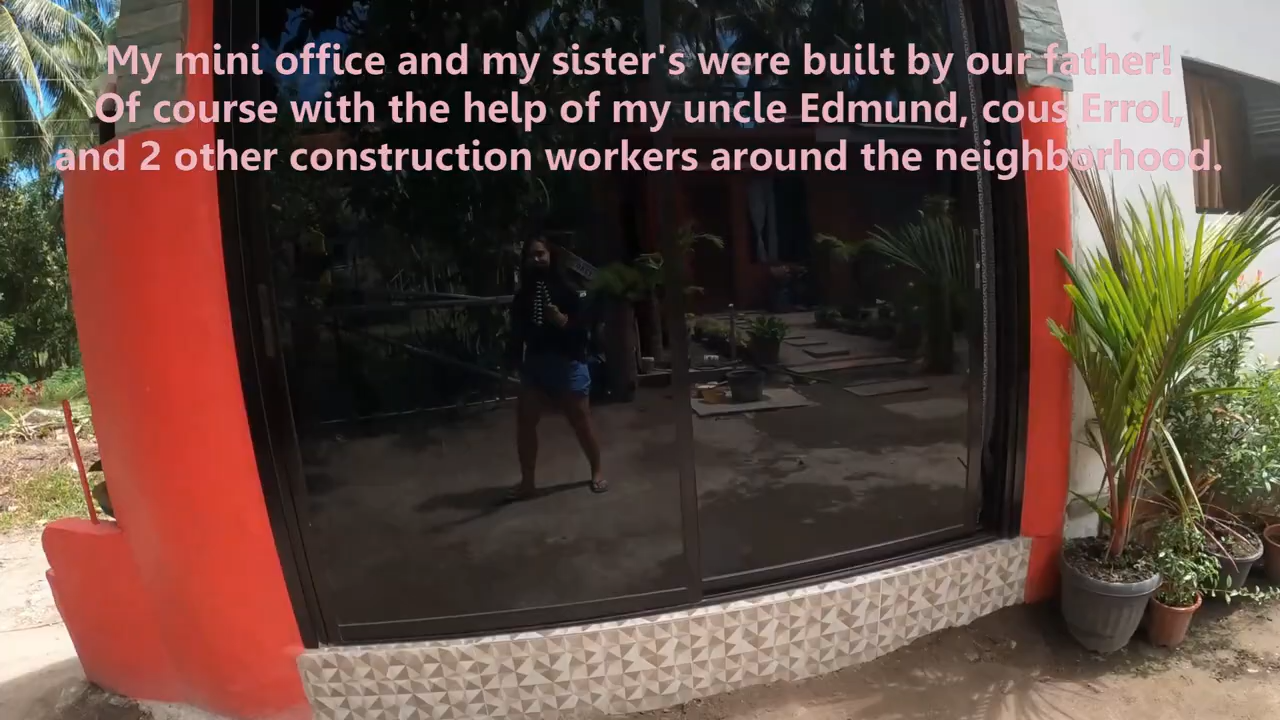 My mini office and my sister's were built by our father!
Of course with the help of my uncle Edmund, cous Errol,
and 2 other construction workers around the neighborhood.